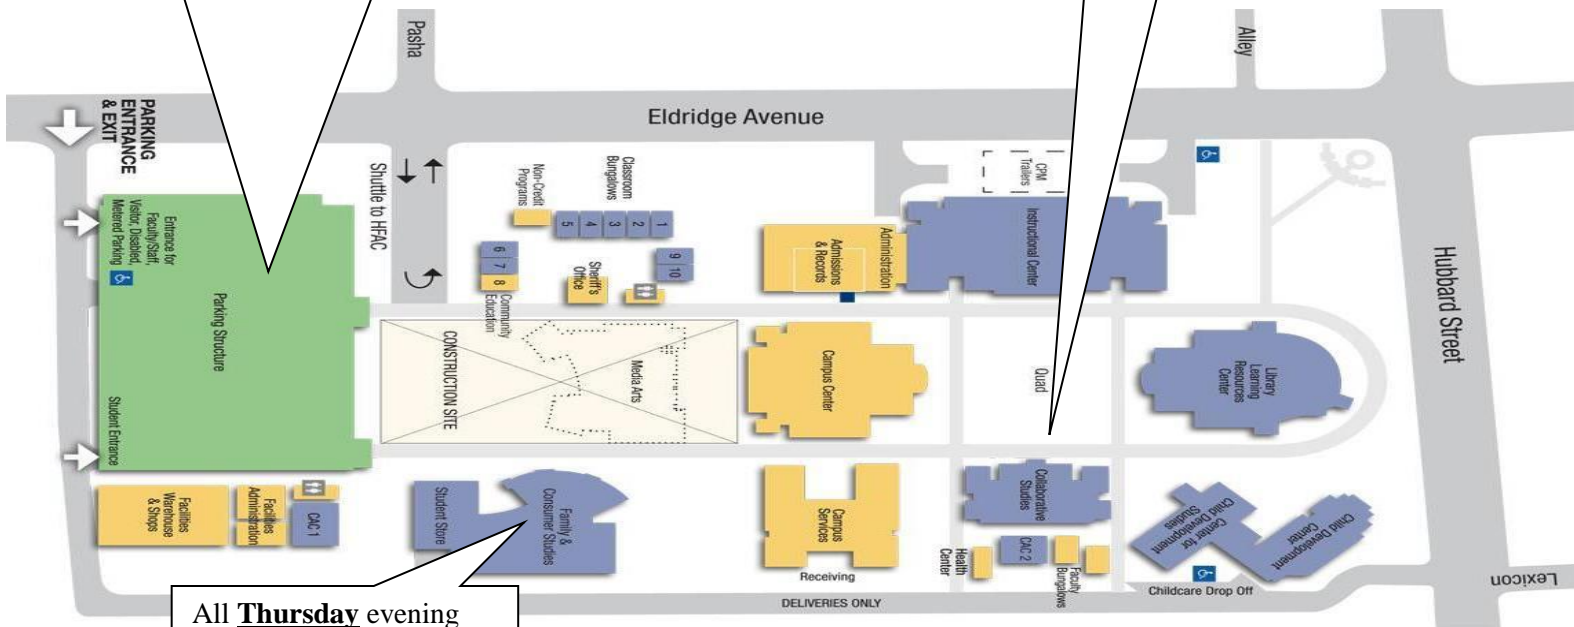 Pasha
Alley
PARKING
ENTRANCE
& EXIT
Eldridge Avenue
Hubbard Street
Lexicon
Shuttle to HFAC
Non-Credit
Programs
Classroom
Bungalows
5
4
3
2
1
9
10
6
7
8
Community
Education
Sheriff's
Office
CPM
Trailers
Instructional Center
Administration
Admissions
& Records
Entrance for
Faculty/Staff,
Visitor, Disabled,
Metered Parking
Parking Structure
Student Entrance
CONSTRUCTION SITE
Media Arts
Campus Center
Quad
Library
Learning
Resources
Center
Facilities
Warehouse
& Shops
Facilities
Administration
CAC 1
Student Store
Family &
Consumer Studies
Campus
Services
Receiving
Collaborative
Studies
Health
Center
CAC 2
Faculty
Bungalows
Center for
Child Development
Studies
Child Development
Center
Childcare Drop Off
DELIVERIES ONLY
All Thursday evening